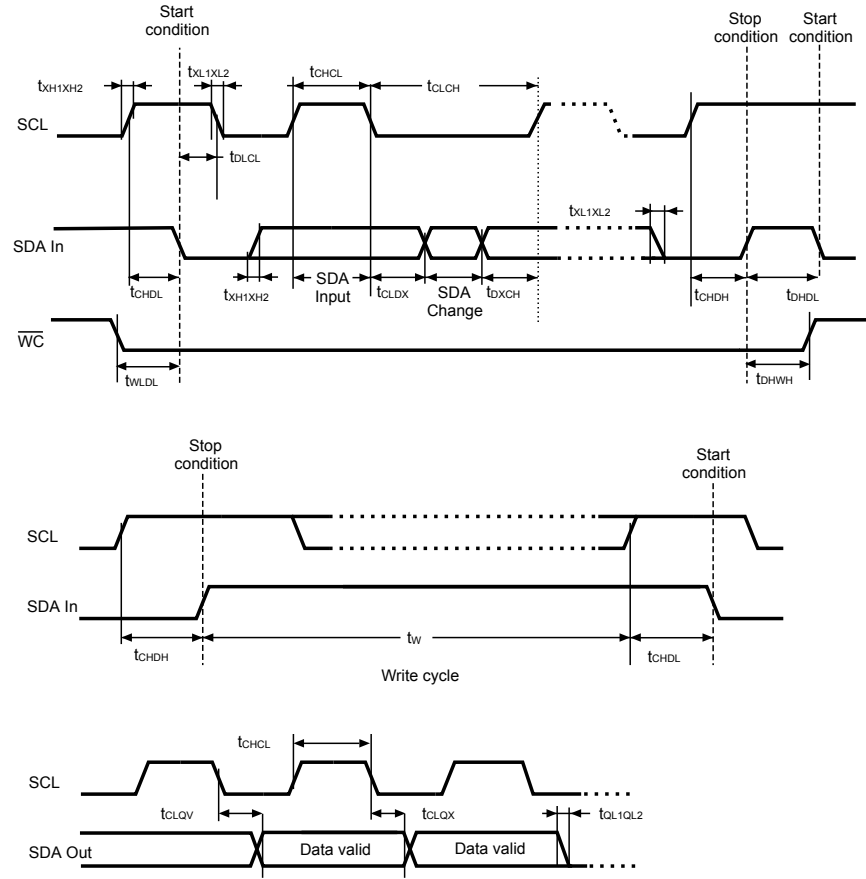 Start
condition
Stop
condition
Start
condition
tXH1XH2
tXL1XL2
tCHCL
tCLCH
SCL
tDLCL
tXL1XL2
SDA In
tCHDL
tXH1XH2
SDA
Input
tCLDX
SDA
Change
tDXCH
tCHDH
tDHDL
WC
tWLDL
tDHWH
Stop
condition
Start
condition
SCL
SDA In
tCHDH
tW
tCHDL
Write cycle
tCHCL
SCL
tCLQV
tCLQX
tQL1QL2
SDA Out
Data valid
Data valid